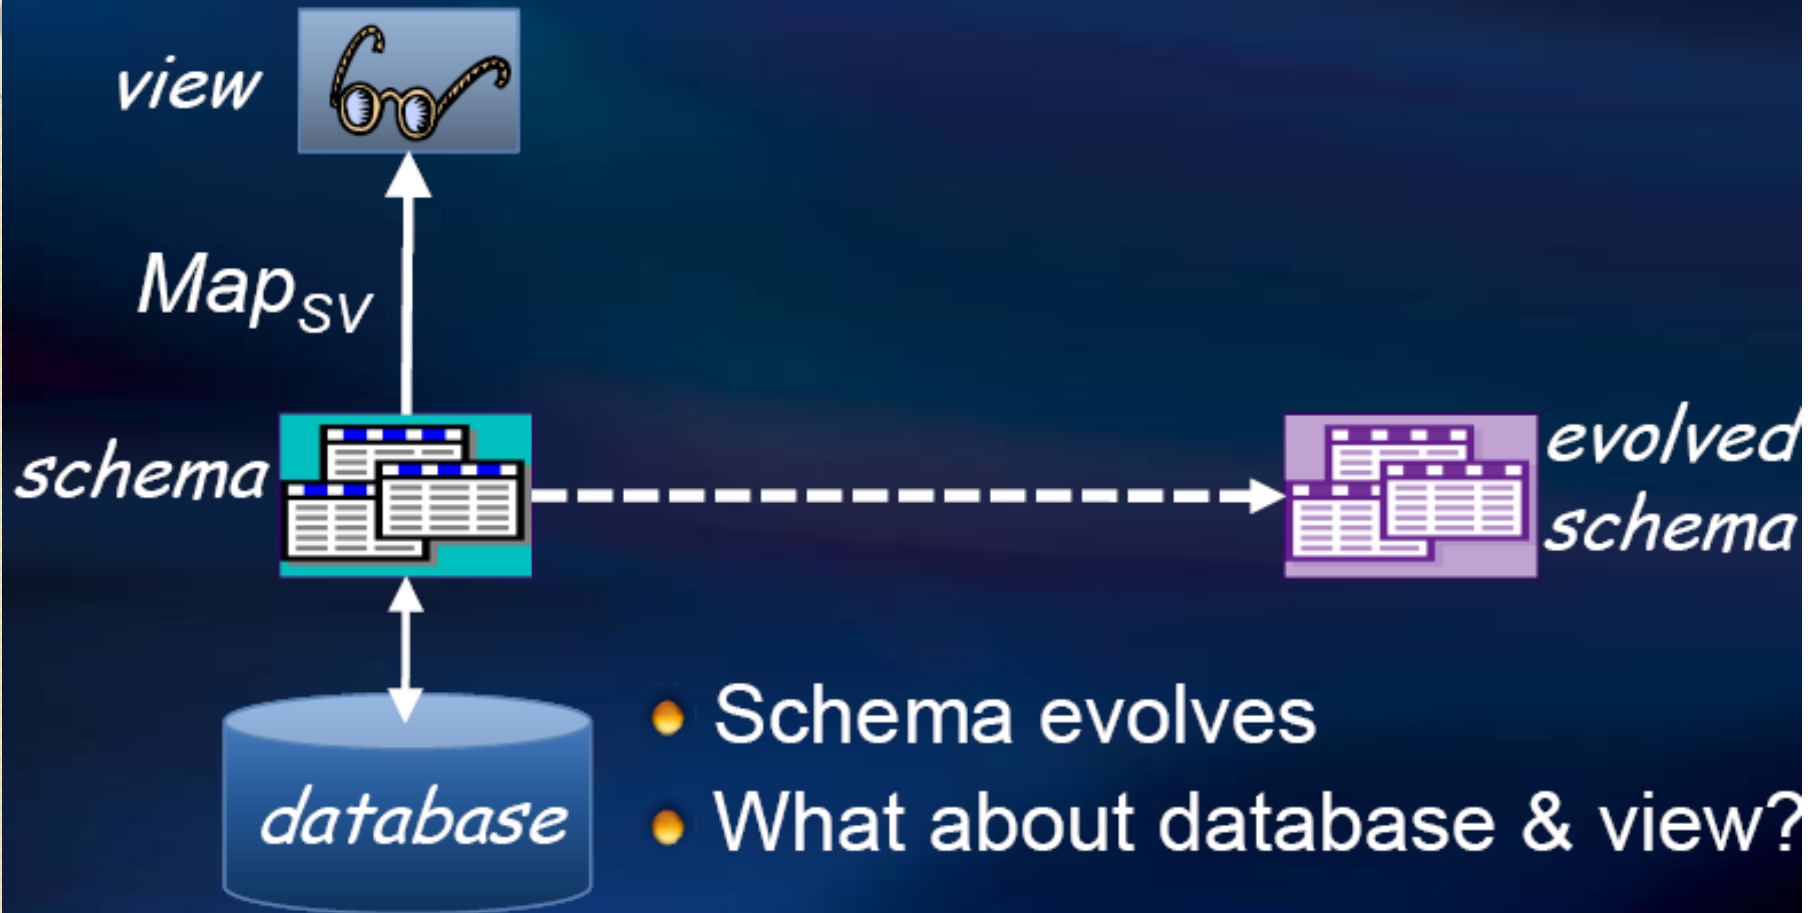 view
Map_SV
schema
evolved
schema
database
Schema evolves
What about database & view?